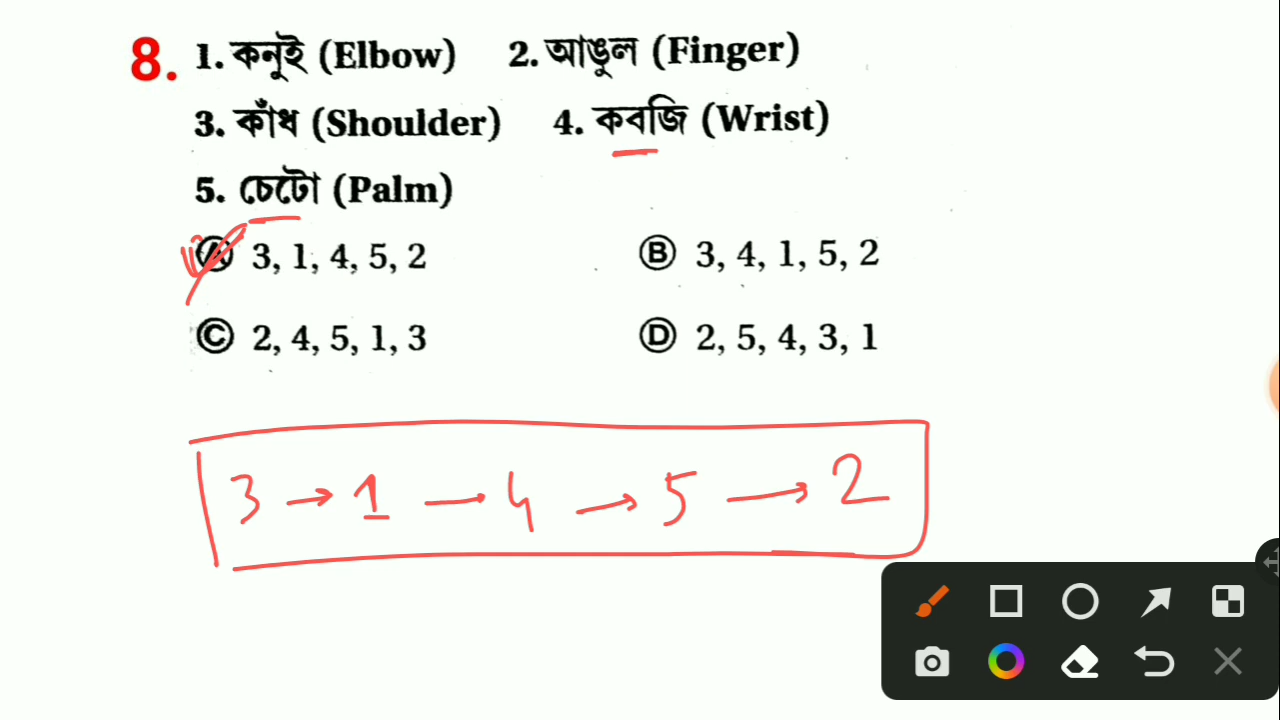 8. 1. কনুই (Elbow) 2. আঙুল (Finger)
3. কাঁধ (Shoulder) 4. কবজি (Wrist)
5. চেটো (Palm)
Ⓐ 3, 1, 4, 5, 2 Ⓑ 3, 4, 1, 5, 2
Ⓒ 2, 4, 5, 1, 3 Ⓓ 2, 5, 4, 3, 1
3 → 1 → 4 → 5 → 2